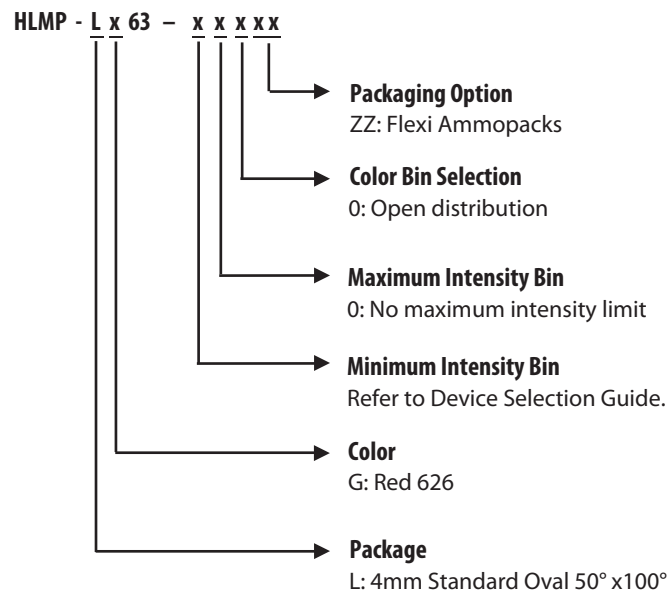 HLMP - L x 63 – x x x x x
Packaging Option
ZZ: Flexi Ammopacks
Color Bin Selection
0: Open distribution
Maximum Intensity Bin
0: No maximum intensity limit
Minimum Intensity Bin
Refer to Device Selection Guide.
Color
G: Red 626
Package
L: 4mm Standard Oval 50° x100°